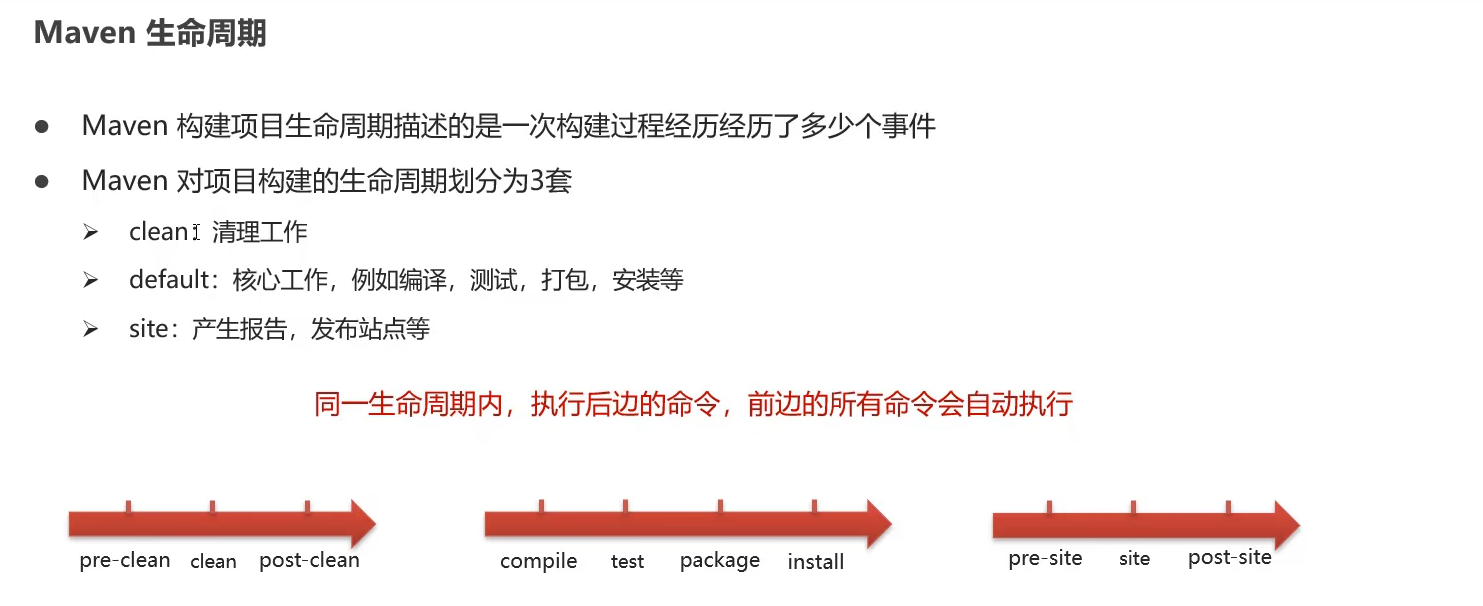 Maven 生命周期
Maven 构建项目生命周期描述的是一次构建过程经历经历了多少个事件
Maven 对项目构建的生命周期划分为3套
clean：清理工作
default：核心工作，例如编译，测试，打包，安装等
site：产生报告，发布站点等
同一生命周期内，执行后边的命令，前边的所有命令会自动执行
pre-clean clean post-clean
compile test package install
pre-site site post-site